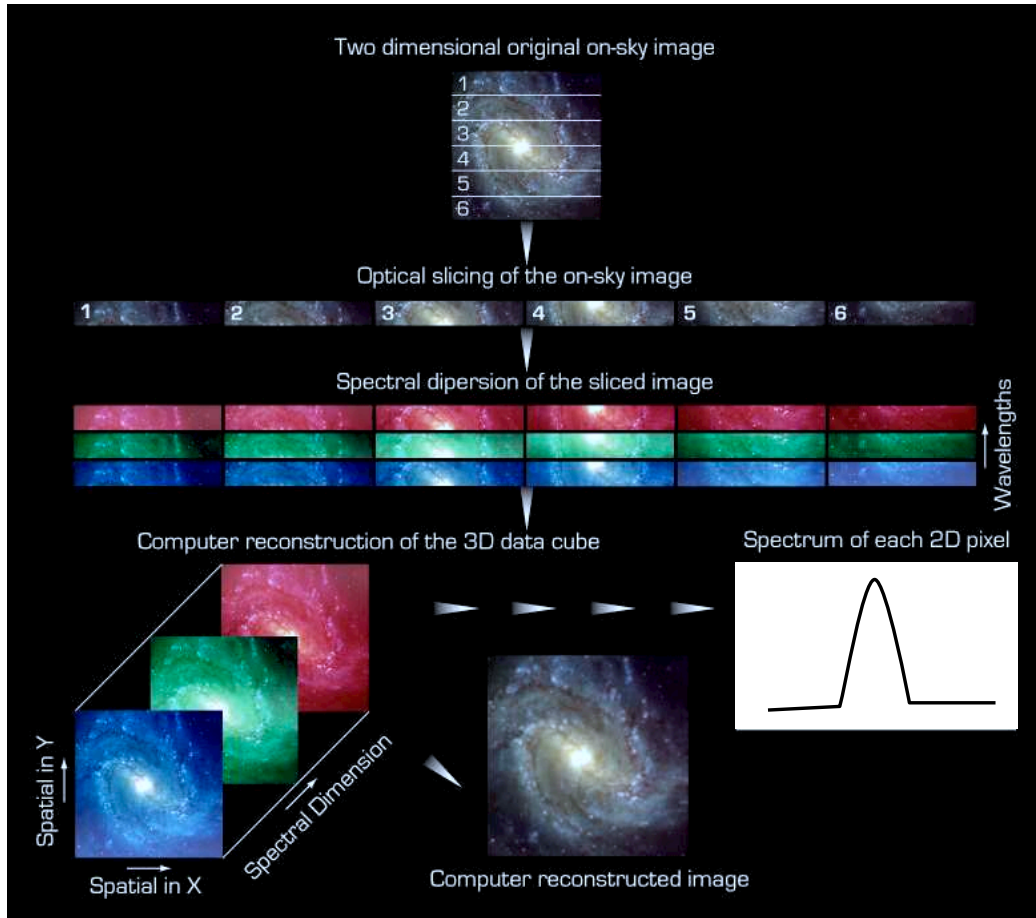 Two dimensional original on-sky image
1
2
3
4
5
6
Optical slicing of the on-sky image
1 2 3 4 5 6
Spectral dipersion of the sliced image
Wavelengths
Computer reconstruction of the 3D data cube
Spectrum of each 2D pixel
Spatial in Y
Spectral Dimension
Spatial in X
Computer reconstructed image